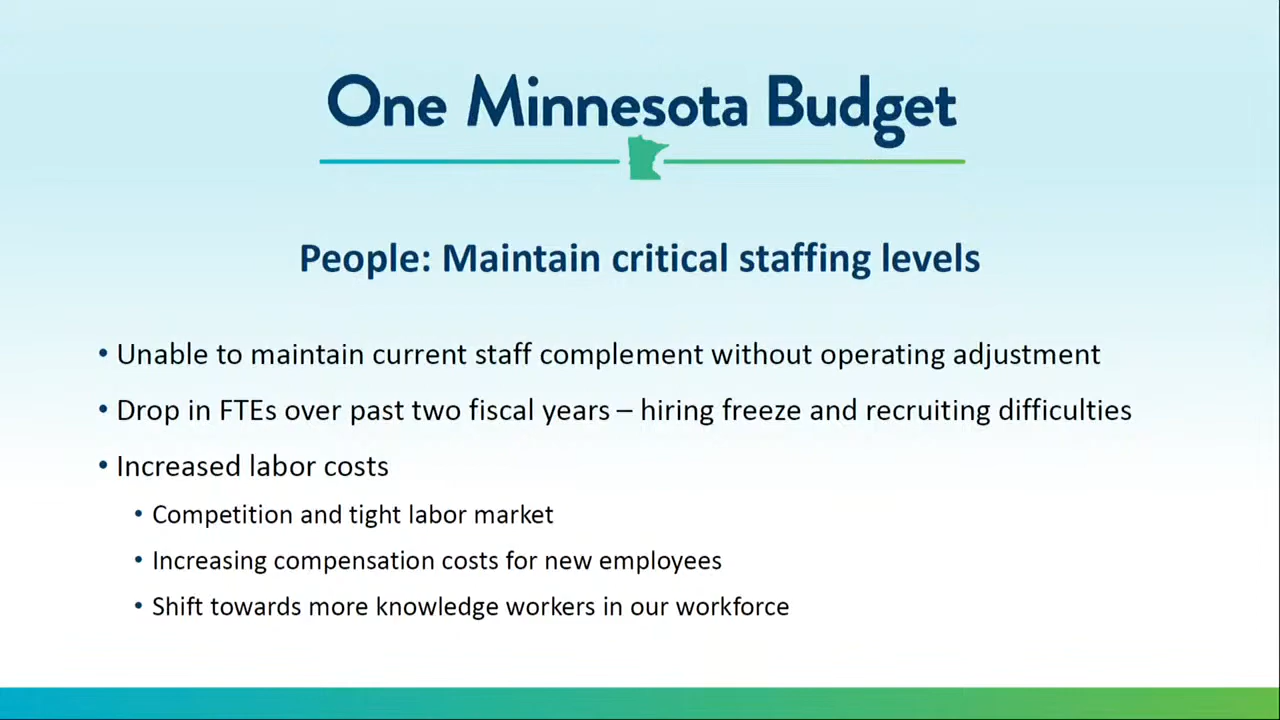 One Minnesota Budget
People: Maintain critical staffing levels
• Unable to maintain current staff complement without operating adjustment
• Drop in FTEs over past two fiscal years – hiring freeze and recruiting difficulties
• Increased labor costs
• Competition and tight labor market
• Increasing compensation costs for new employees
• Shift towards more knowledge workers in our workforce